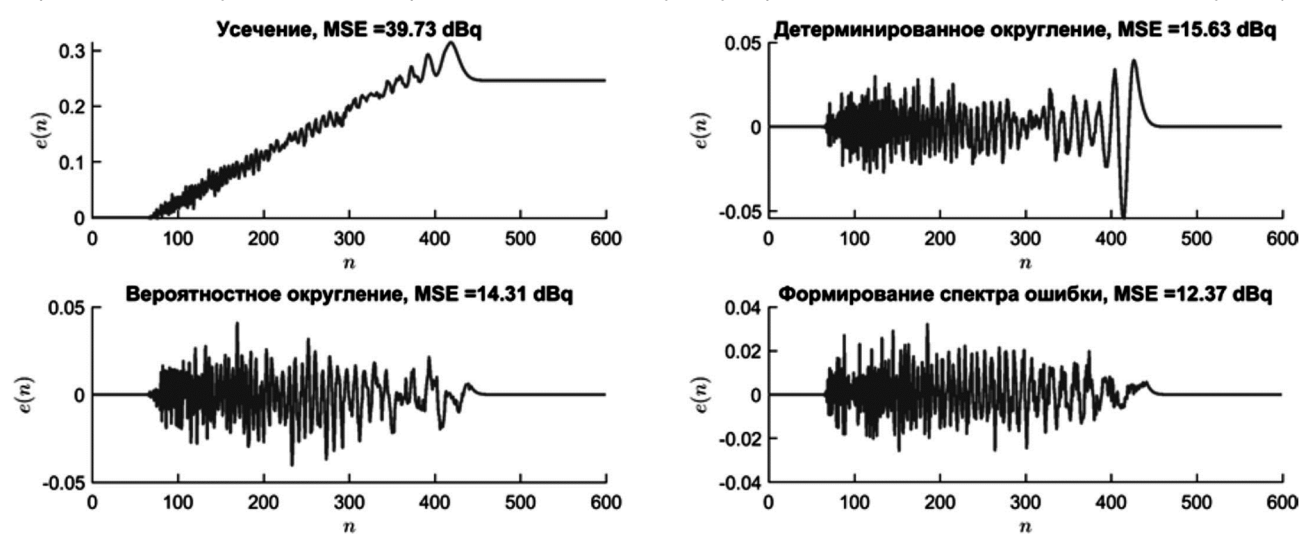 Усечение, MSE =39.73 dBq
0.3
0.2
0.1
0
e(n)
0 100 200 300 400 500 600
n
Детерминированное округление, MSE =15.63 dBq
0.05
0
-0.05
e(n)
0 100 200 300 400 500 600
n
Вероятностное округление, MSE =14.31 dBq
0.05
0
-0.05
e(n)
0 100 200 300 400 500 600
n
Формирование спектра ошибки, MSE =12.37 dBq
0.04
0.02
0
-0.02
-0.04
e(n)
0 100 200 300 400 500 600
n